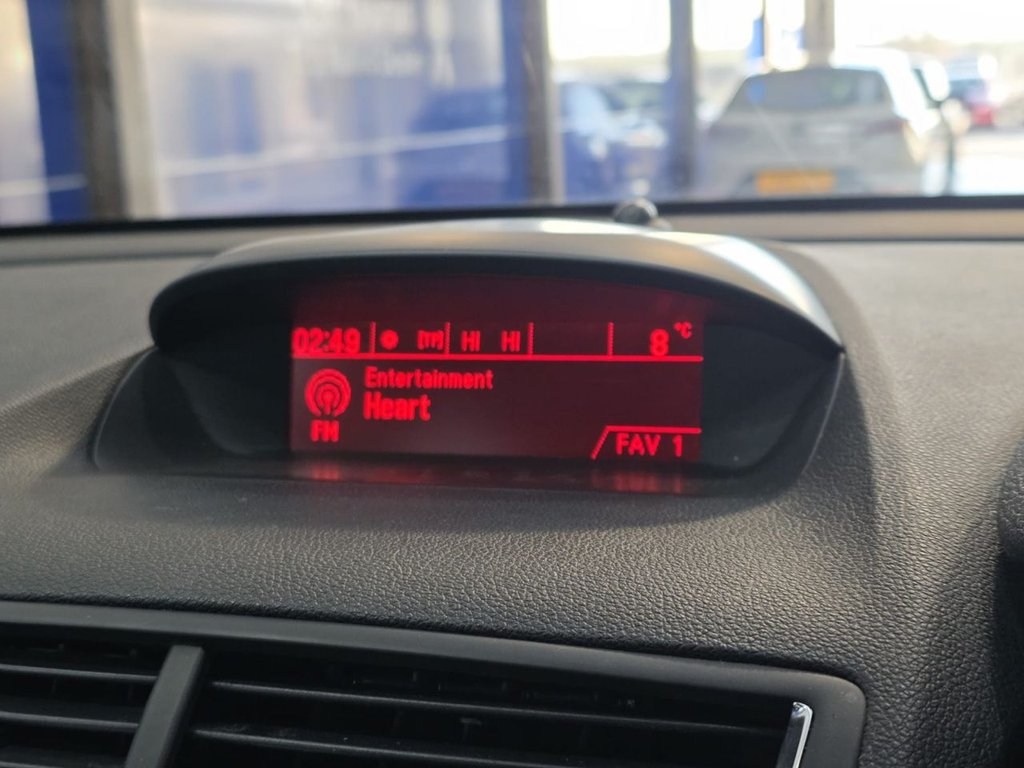 02:49 HI HI 8 °C
Entertainment
Heart
FM
FAV 1